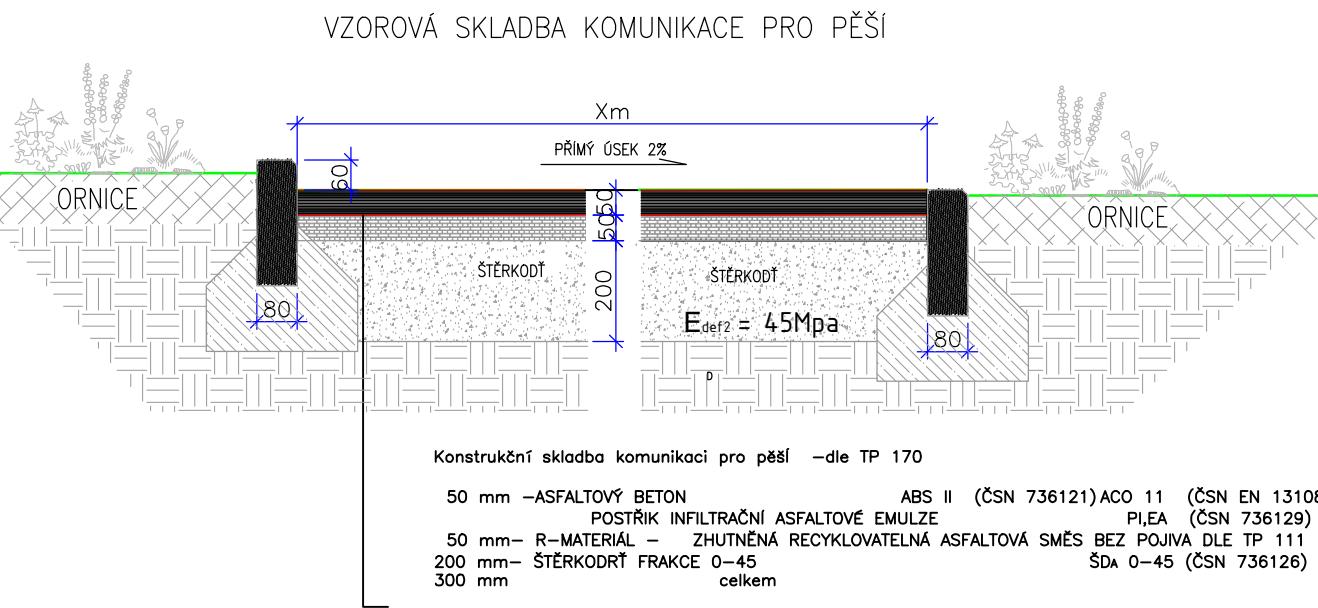 VZOROVÁ SKLADBA KOMUNIKACE PRO PĚŠÍ
Xm
PŘÍMÝ ÚSEK 2%
60
ORNICE
50
50
ORNICE
ŠTĚRKODŤ
200
ŠTĚRKODŤ
80
Edef2 = 45Mpa
80
D
Konstrukční skladba komunikaci pro pěší –dle TP 170
50 mm –ASFALTOVÝ BETON ABS II (ČSN 736121) ACO 11 (ČSN EN 13108
POSTŘIK INFILTRAČNÍ ASFALTOVÉ EMULZE PI,EA (ČSN 736129)
50 mm– R–MATERIÁL – ZHUTNĚNÁ RECYKLOVATELNÁ ASFALTOVÁ SMĚS BEZ POJIVA DLE TP 111
200 mm– ŠTĚRKODRŤ FRAKCE 0–45 ŠDA 0–45 (ČSN 736126)
300 mm celkem